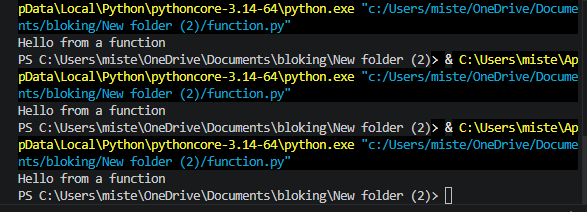 pData\Local\Python\pythoncore-3.14-64\python.exe "c:/Users/miste/OneDrive/Docume
nts/bloking/New folder (2)/function.py"
Hello from a function
PS C:\Users\miste\OneDrive\Documents\bloking\New folder (2)> & C:\Users\miste\Ap
pData\Local\Python\pythoncore-3.14-64\python.exe "c:/Users/miste/OneDrive/Docume
nts/bloking/New folder (2)/function.py"
Hello from a function
PS C:\Users\miste\OneDrive\Documents\bloking\New folder (2)> & C:\Users\miste\Ap
pData\Local\Python\pythoncore-3.14-64\python.exe "c:/Users/miste/OneDrive/Docume
nts/bloking/New folder (2)/function.py"
Hello from a function
PS C:\Users\miste\OneDrive\Documents\bloking\New folder (2)>